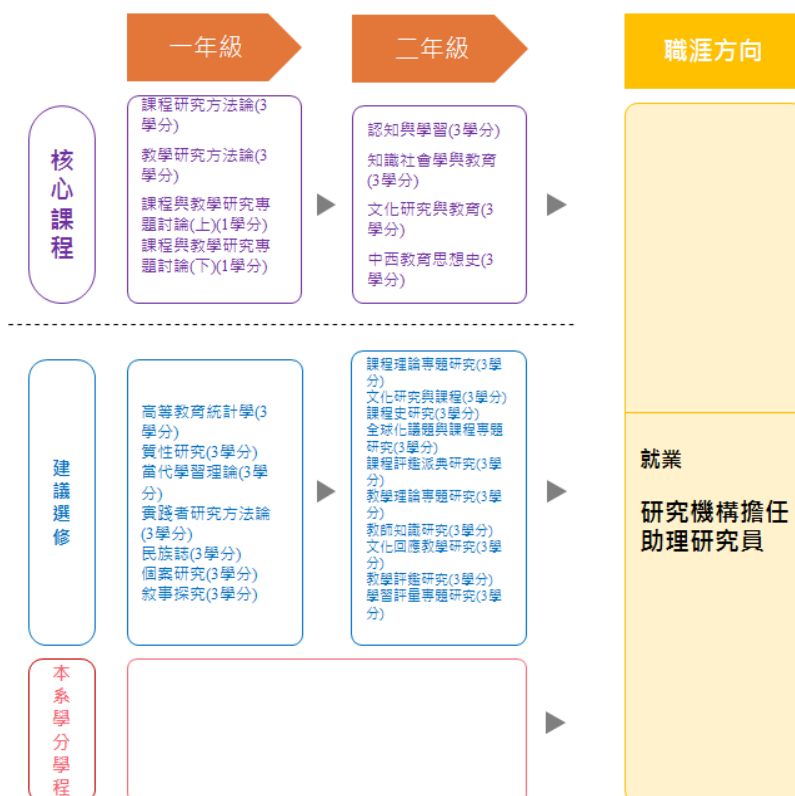 一年級
二年級
職涯方向
核心課程
課程研究方法論(3
學分)
教學研究方法論(3
學分)
課程與教學研究專
題討論(上)(1學分)
課程與教學研究專
題討論(下)(1學分)
認知與學習(3學分)
知識社會學與教育
(3學分)
文化研究與教育(3
學分)
中西教育思想史(3
學分)
建議選修
高等教育統計學(3
學分)
質性研究(3學分)
當代學習理論(3學
分)
實踐者研究方法論
(3學分)
民族誌(3學分)
個案研究(3學分)
敘事探究(3學分)
課程理論專題研究(3學
分)
文化研究與課程(3學分)
課程史研究(3學分)
全球化議題與課程專題
研究(3學分)
課程評鑑派典研究(3學
分)
教學理論專題研究(3學
分)
教師知識研究(3學分)
文化回應教學研究(3學
分)
教學評鑑研究(3學分)
學習評量專題研究(3學
分)
就業
研究機構擔任
助理研究員
本系學分學程